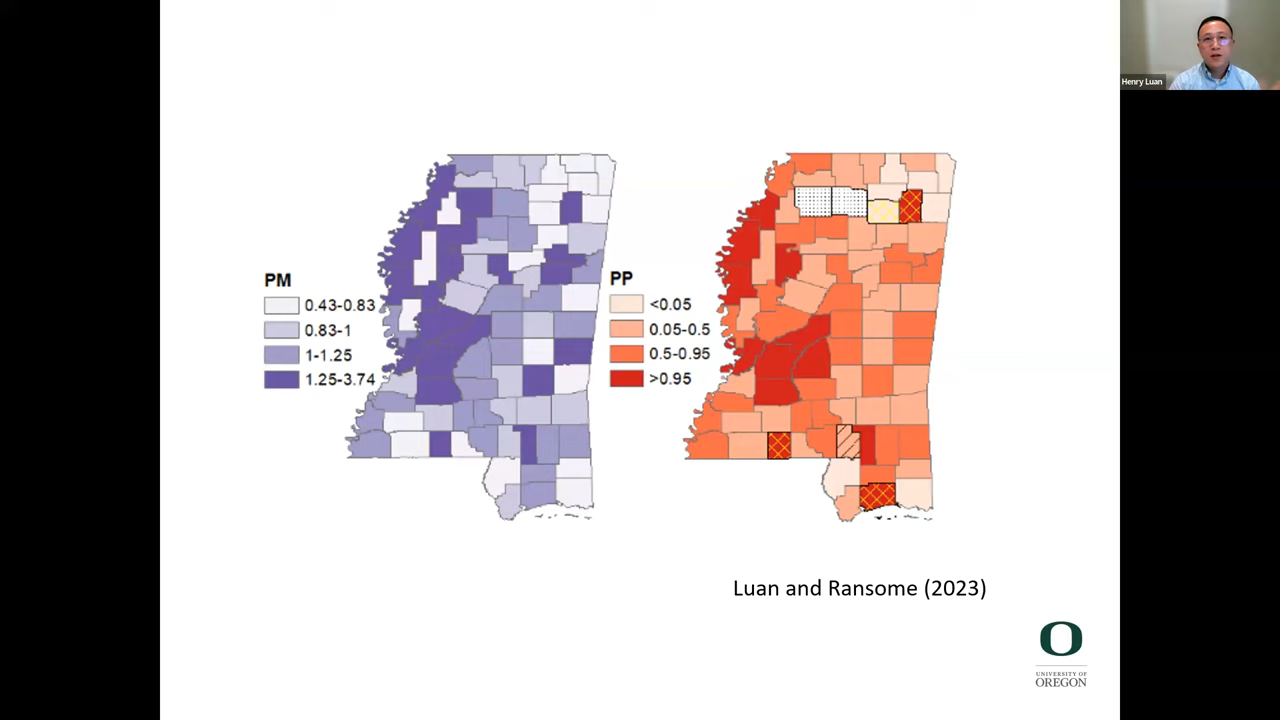 Henry Luan
PM
0.43-0.83
0.83-1
1-1.25
1.25-3.74
PP
<0.05
0.05-0.5
0.5-0.95
>0.95
Luan and Ransome (2023)
O
UNIVERSITY OF
OREGON